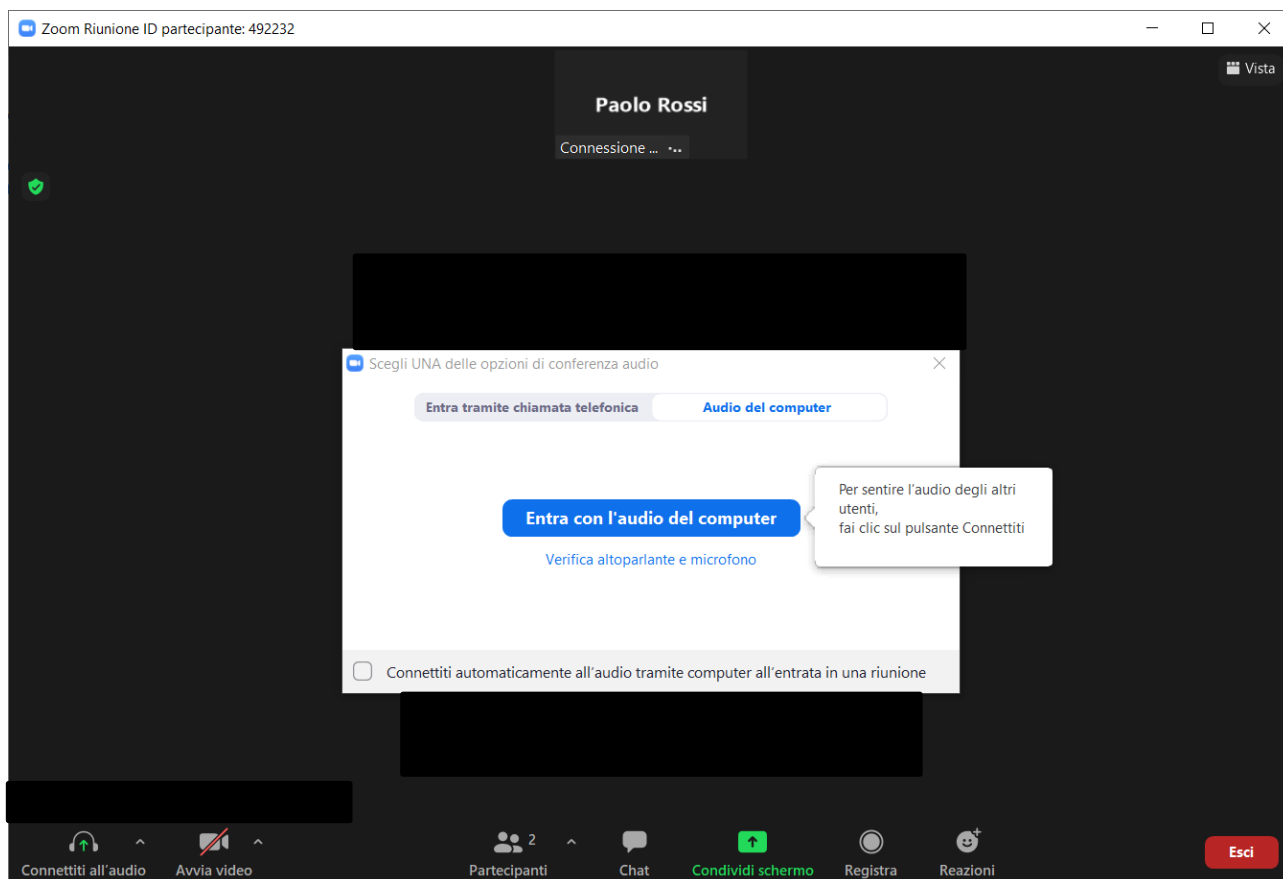 Zoom Riunione ID partecipante: 492232
Vista
Paolo Rossi
Connessione ...
Scegli UNA delle opzioni di conferenza audio
Entra tramite chiamata telefonica
Audio del computer
Entra con l'audio del computer
Per sentire l'audio degli altri
utenti,
fai clic sul pulsante Connettiti
Verifica altoparlante e microfono
Connettiti automaticamente all'audio tramite computer all'entrata in una riunione
2
Connettiti all'audio
Avvia video
Partecipanti
Chat
Condividi schermo
Registra
Reazioni
Esci